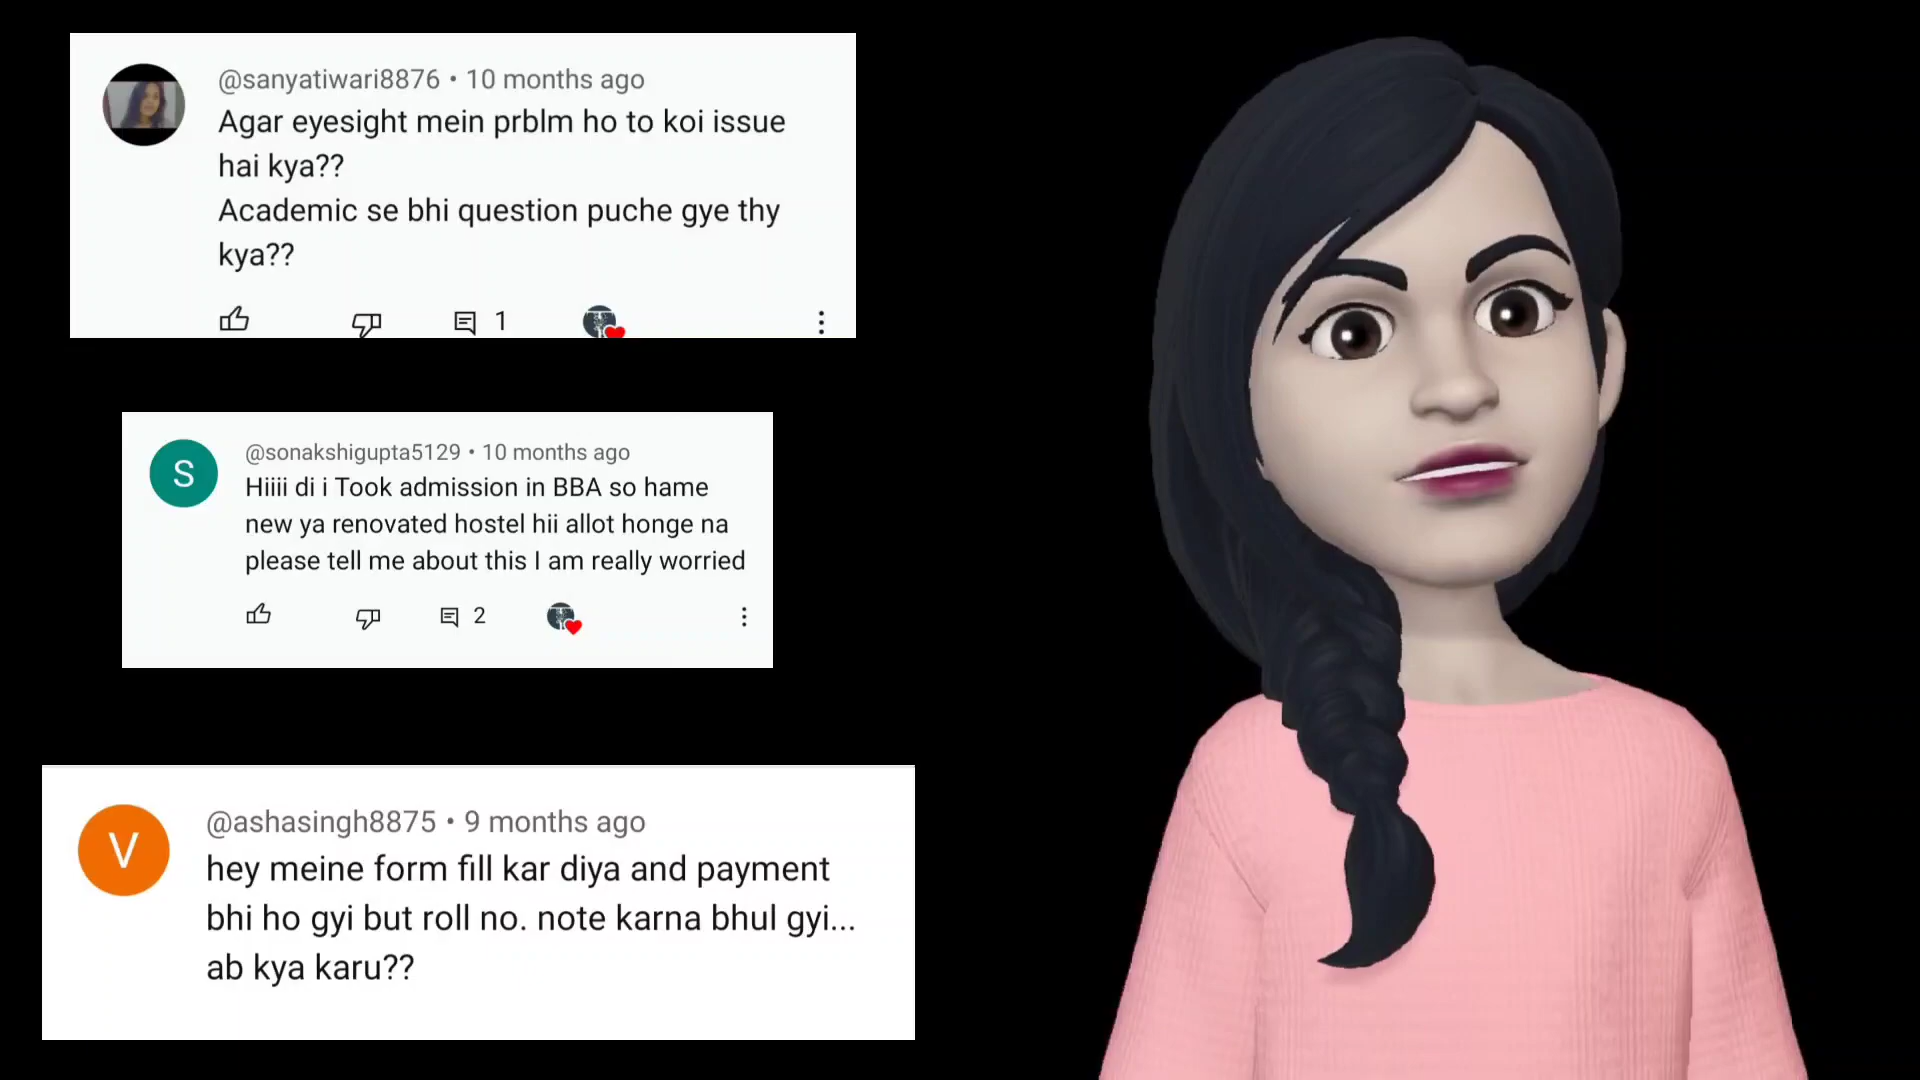 @sanyatiwari8876 • 10 months ago
Agar eyesight mein prblm ho to koi issue
hai kya??
Academic se bhi question puche gye thy
kya??
1
S
@sonakshigupta5129 • 10 months ago
Hiiii di i Took admission in BBA so hame
new ya renovated hostel hii allot honge na
please tell me about this I am really worried
2
V
@ashasingh8875 • 9 months ago
hey meine form fill kar diya and payment
bhi ho gyi but roll no. note karna bhul gyi...
ab kya karu??